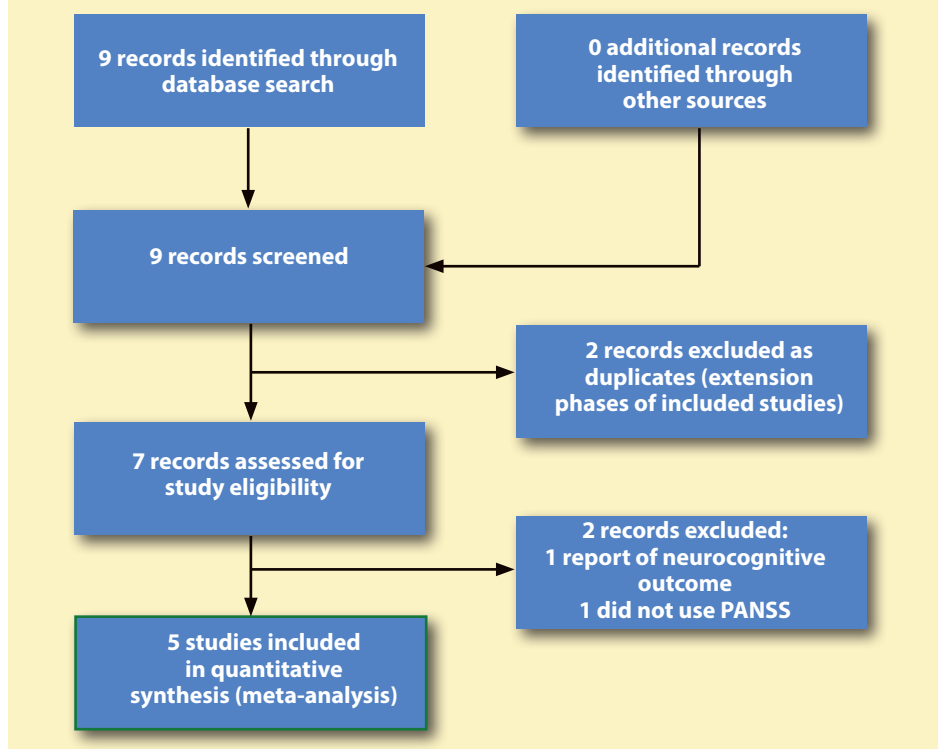 9 records identified through
database search
0 additional records
identified through
other sources
9 records screened
2 records excluded as
duplicates (extension
phases of included studies)
7 records assessed for
study eligibility
2 records excluded:
1 report of neurocognitive
outcome
1 did not use PANSS
5 studies included
in quantitative
synthesis (meta-analysis)